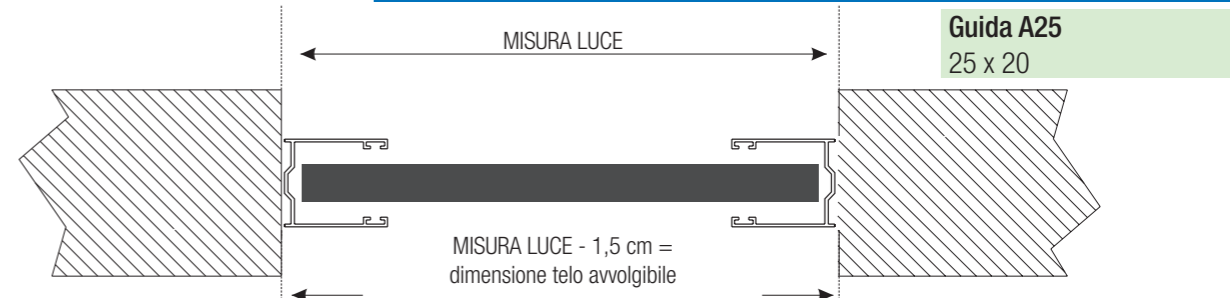 MISURA LUCE
Guida A25
25 x 20
MISURA LUCE - 1,5 cm =
dimensione telo avvolgibile